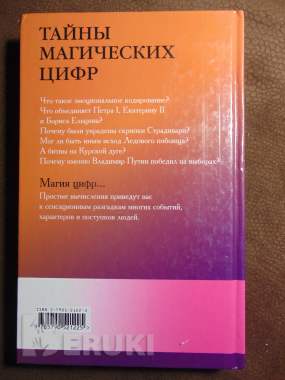 ТАЙНЫ
МАГИЧЕСКИХ
ЦИФР
Что такое эмоциональное кодирование?
Что объединяет Петра I, Екатерину II
и Бориса Ельцина?
Почему были украдены скрипки Страдивари?
Мог ли быть иным исход Ледового побоища?
А битвы на Курской дуге?
Почему именно Владимир Путин победил на выборах?
Магия цифр...
Простые вычисления приведут вас
к сенсационным разгадкам многих событий,
характеров и поступков людей.
ISBN
BERUKI